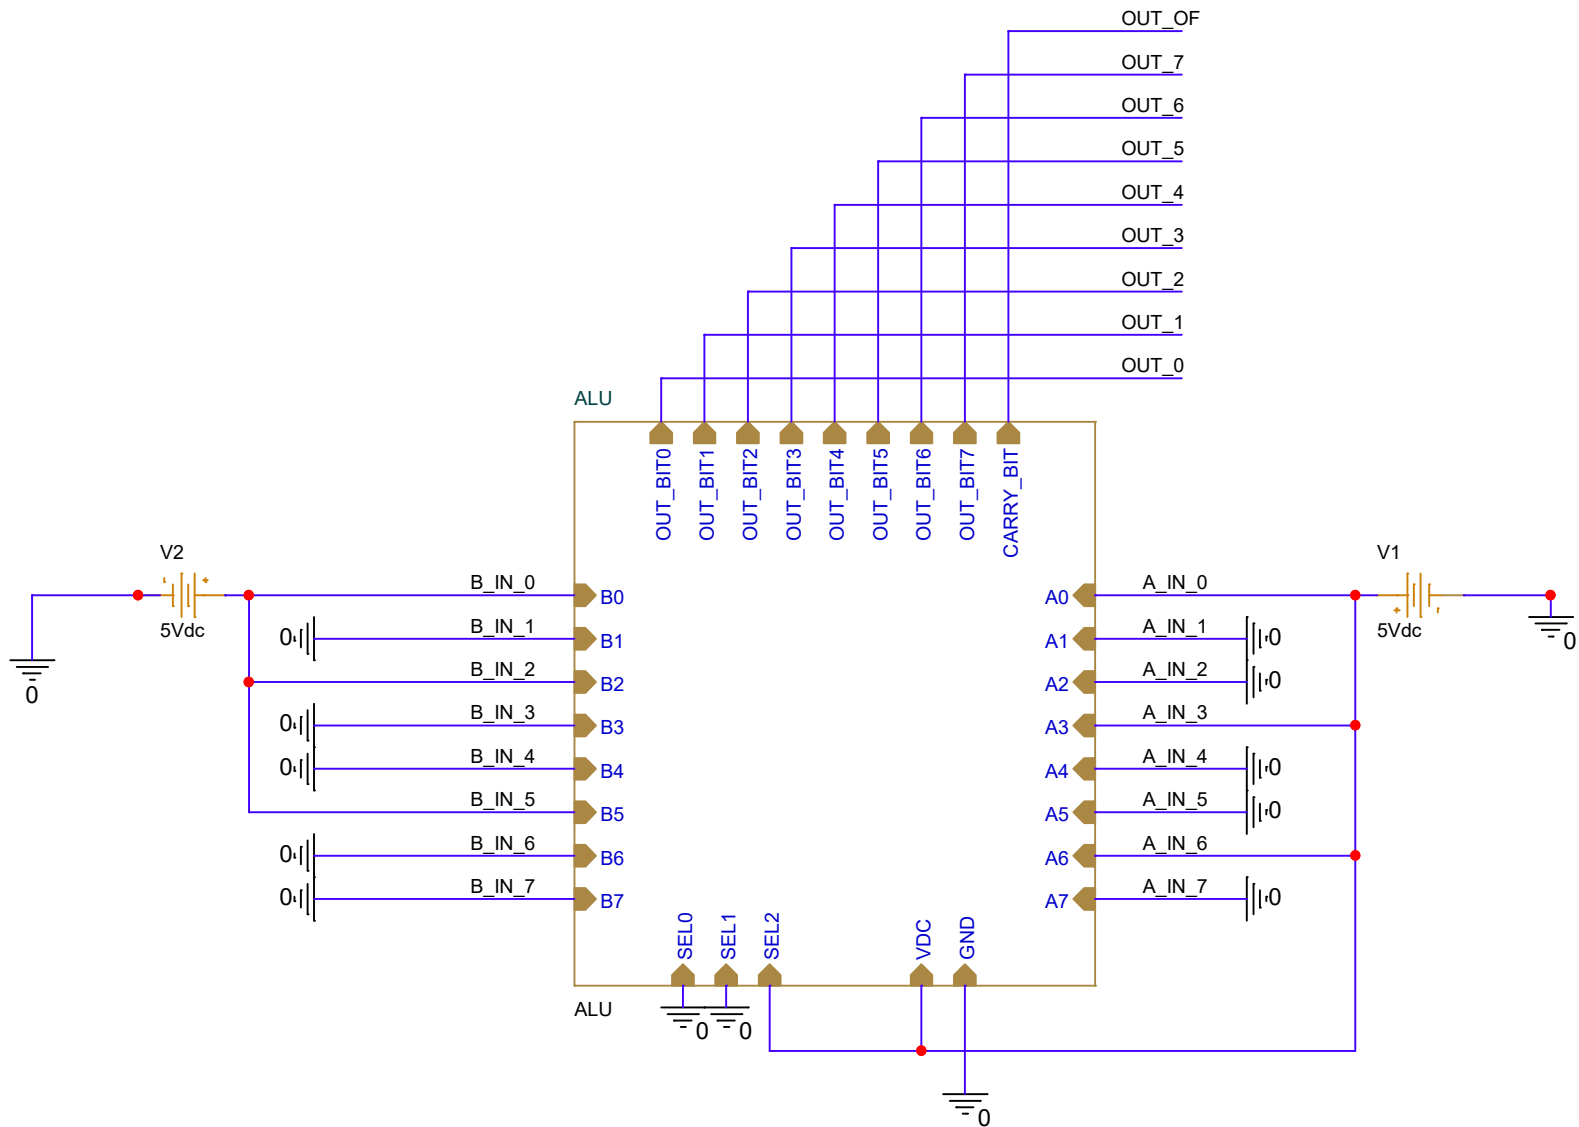 OUT_OF
OUT_7
OUT_6
OUT_5
OUT_4
OUT_3
OUT_2
OUT_1
OUT_0
ALU
OUT_BIT0
OUT_BIT1
OUT_BIT2
OUT_BIT3
OUT_BIT4
OUT_BIT5
OUT_BIT6
OUT_BIT7
CARRY_BIT
V2
5Vdc
0
V1
5Vdc
0
B_IN_0 B0 A0 A_IN_0
0 B_IN_1 B1 A1 A_IN_1 0
B_IN_2 B2 A2 A_IN_2 0
0 B_IN_3 B3 A3 A_IN_3
0 B_IN_4 B4 A4 A_IN_4 0
B_IN_5 B5 A5 A_IN_5 0
0 B_IN_6 B6 A6 A_IN_6
0 B_IN_7 B7 A7 A_IN_7 0
SEL0
SEL1
SEL2
VDC
GND
ALU
0
0
0